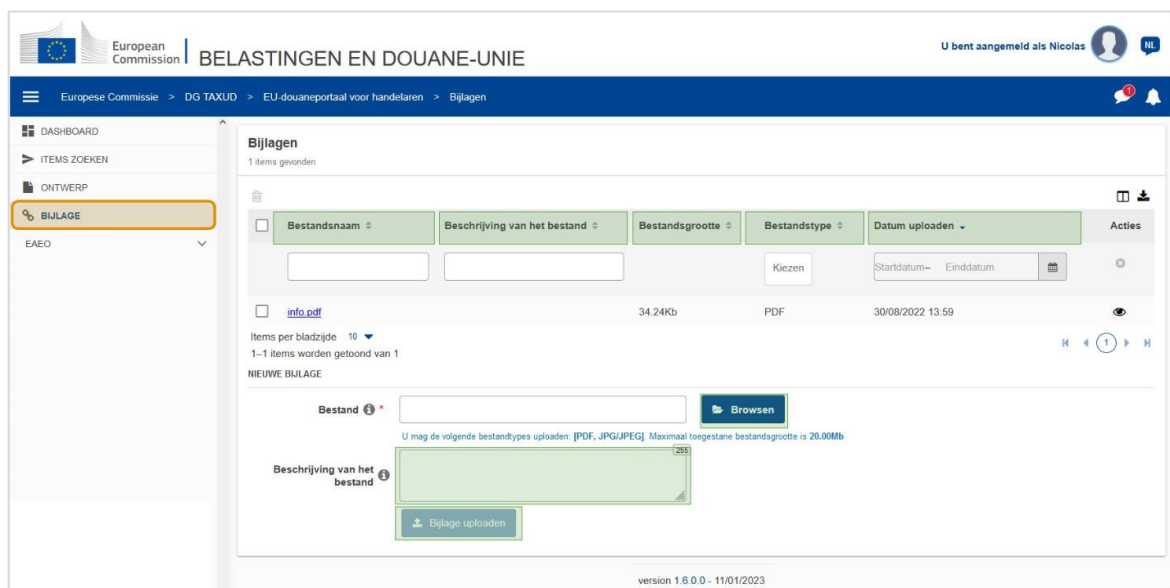 European
Commission
BELASTINGEN EN DOUANE-UNIE
U bent aangemeld als Nicolas
NL
Europese Commissie > DG TAXUD > EU-douaneportaal voor handelaren > Bijlagen
1
DASHBOARD
ITEMS ZOEKEN
ONTWERP
BIJLAGE
EAEO
Bijlagen
1 items gevonden
Bestandsnaam Beschrijving van het bestand Bestandsgrootte Bestandstype Datum uploaden Acties
Kiezen Startdatum– Einddatum
info.pdf 34.24Kb PDF 30/08/2022 13:59
Items per bladzijde 10
1–1 items worden getoond van 1
1
NIEUWE BIJLAGE
Bestand * Browsen
U mag de volgende bestandtypes uploaden: [PDF, JPG/JPEG]. Maximaal toegestane bestandsgrootte is 20.00Mb
255
Beschrijving van het
bestand
Bijlage uploaden
version 1.6.0.0 - 11/01/2023